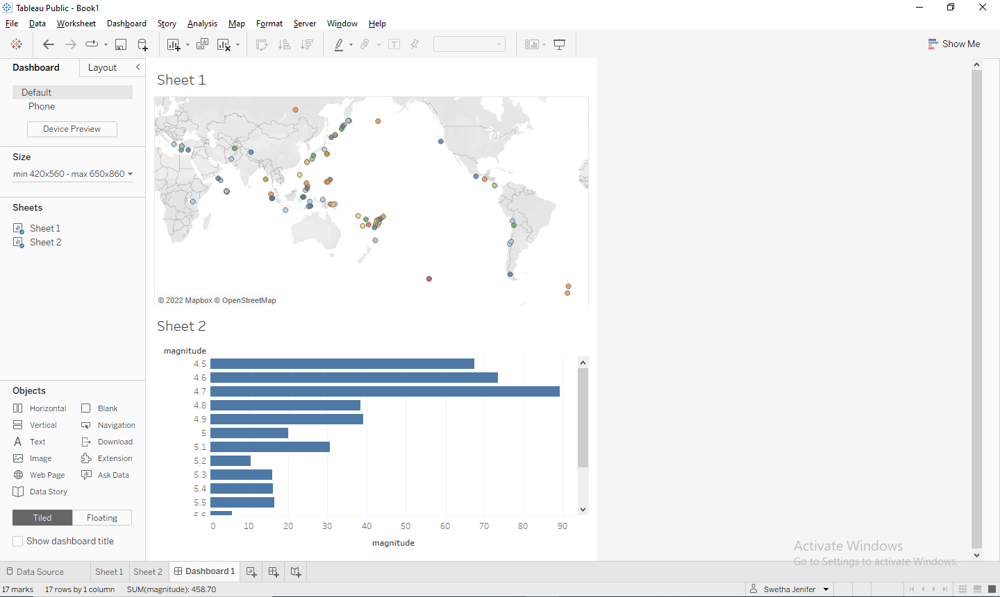 Tableau Public - Book1
File Data Worksheet Dashboard Story Analysis Map Format Server Window Help
Show Me
Dashboard Layout
Default
Phone
Device Preview
Size
min 420x560 - max 650x860
Sheets
Sheet 1
Sheet 2
Objects
Horizontal Blank
Vertical Navigation
Text Download
Image Extension
Web Page Ask Data
Data Story
Tiled Floating
Show dashboard title
Sheet 1
© 2022 Mapbox © OpenStreetMap
Sheet 2
magnitude
4.5
4.6
4.7
4.8
4.9
5
5.1
5.2
5.3
5.4
5.5
5.6
0 10 20 30 40 50 60 70 80 90
magnitude
Activate Windows
Go to Settings to activate Windows.
Data Source Sheet 1 Sheet 2 Dashboard 1
17 marks 17 rows by 1 column SUM(magnitude): 458.70 Swetha Jenifer